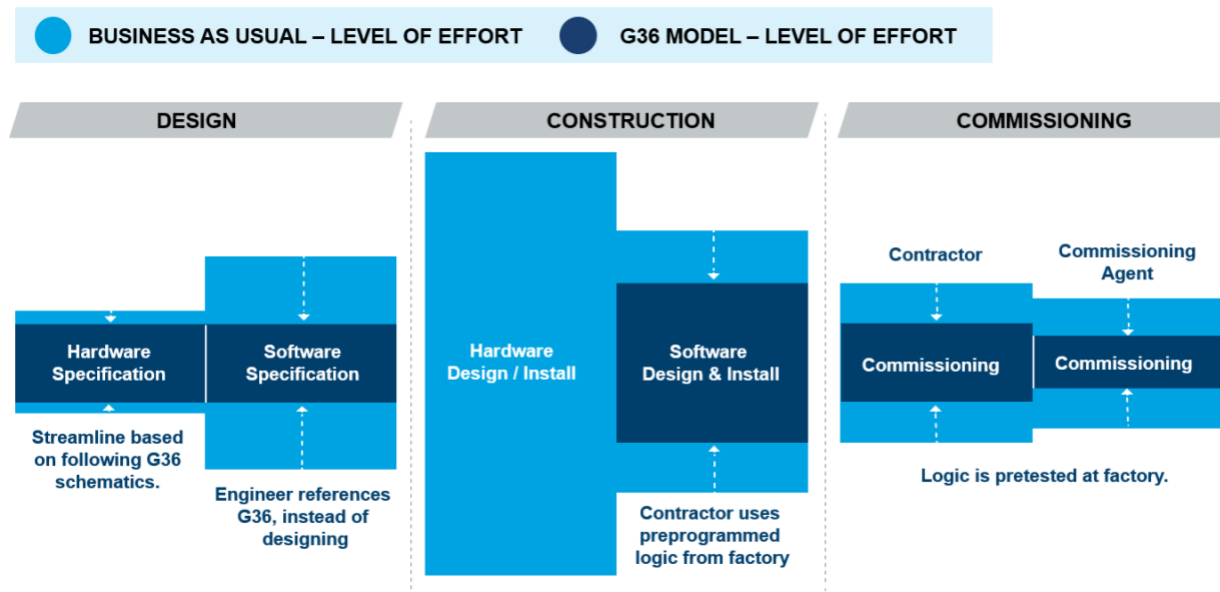 BUSINESS AS USUAL – LEVEL OF EFFORT
G36 MODEL – LEVEL OF EFFORT
DESIGN
CONSTRUCTION
COMMISSIONING
Hardware
Specification
Software
Specification
Streamline based
on following G36
schematics.
Engineer references
G36, instead of
designing
Hardware
Design / Install
Software
Design & Install
Contractor uses
preprogrammed
logic from factory
Contractor
Commissioning
Agent
Commissioning
Commissioning
Logic is pretested at factory.